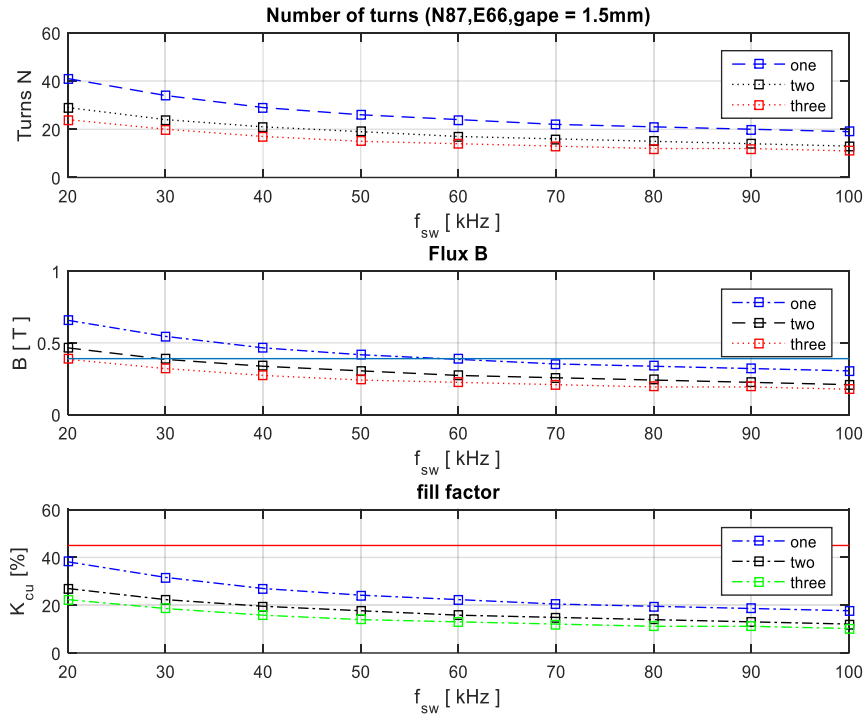 Number of turns (N87,E66,gape = 1.5mm)
Turns N
60
40
20
0
one
two
three
20 30 40 50 60 70 80 90 100
f_sw [ kHz ]
Flux B
B [ T ]
1
0.5
0
one
two
three
20 30 40 50 60 70 80 90 100
f_sw [ kHz ]
fill factor
K_cu [%]
60
40
20
0
one
two
three
20 30 40 50 60 70 80 90 100
f_sw [ kHz ]